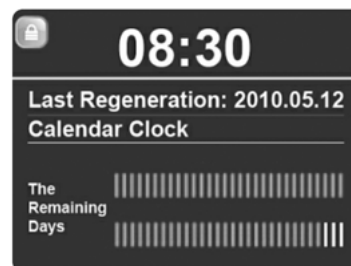 08:30
Last Regeneration: 2010.05.12
Calendar Clock
The
Remaining
Days